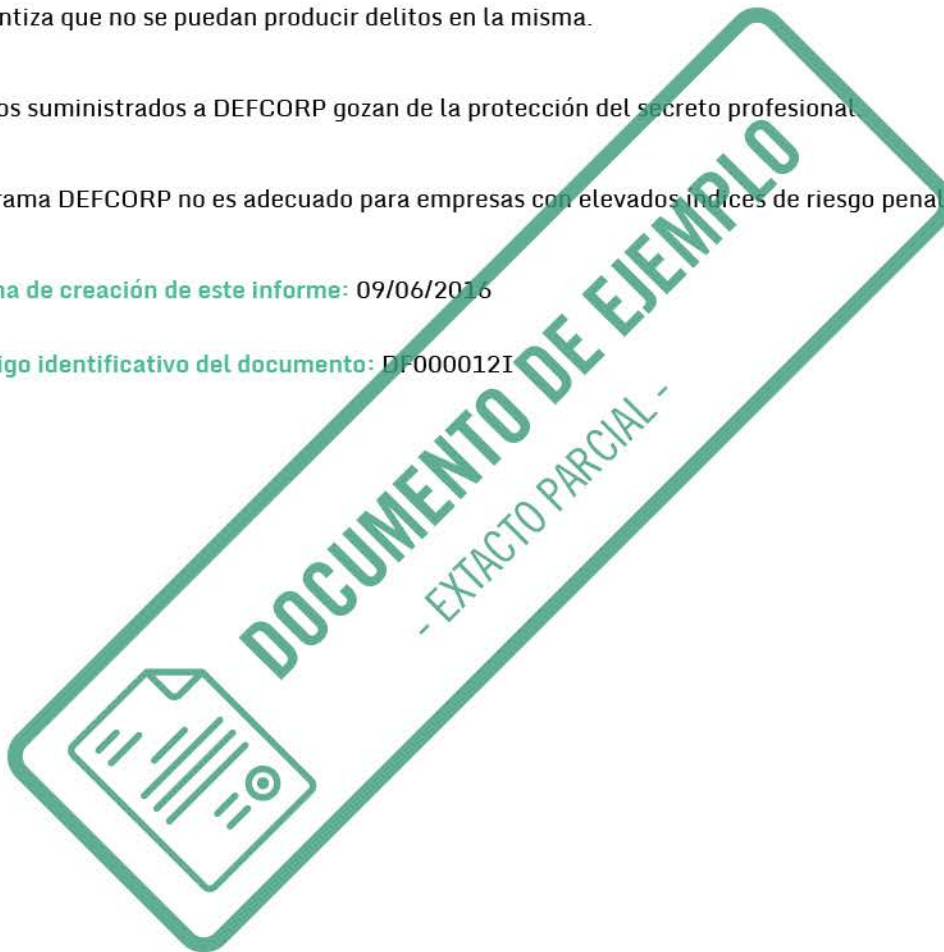 ntiza que no se puedan producir delitos en la misma.
os suministrados a DEFCORP gozan de la protección del secreto profesional.
rama DEFCORP no es adecuado para empresas con elevados índices de riesgo penal
ha de creación de este informe: 09/06/2016
igo identificativo del documento: DF000012I
DOCUMENTO DE EJEMPLO
- EXTACTO PARCIAL -